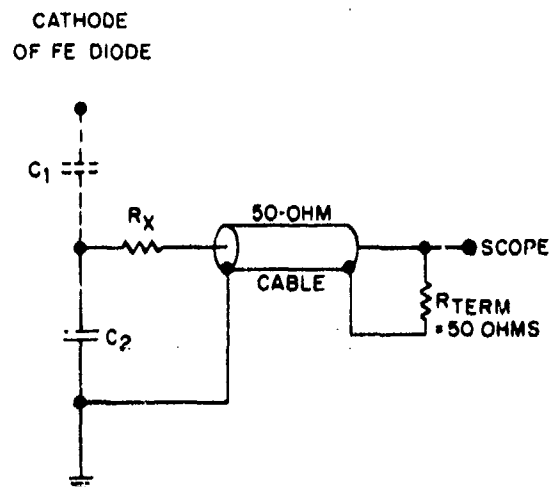 CATHODE
OF FE DIODE
C1
RX
50-OHM
CABLE
SCOPE
RTERM
= 50 OHMS
C2